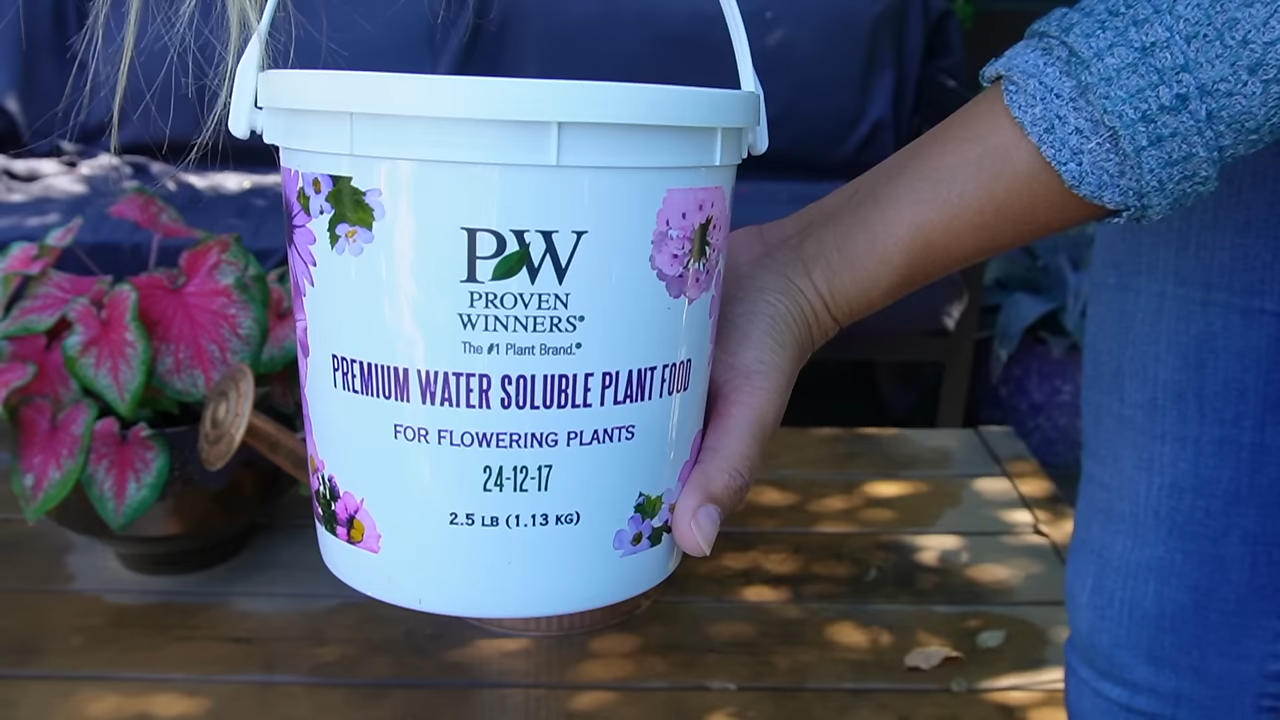 PW
PROVEN
WINNERS®
The #1 Plant Brand.®
PREMIUM WATER SOLUBLE PLANT FOOD
FOR FLOWERING PLANTS
24-12-17
2.5 LB (1.13 KG)